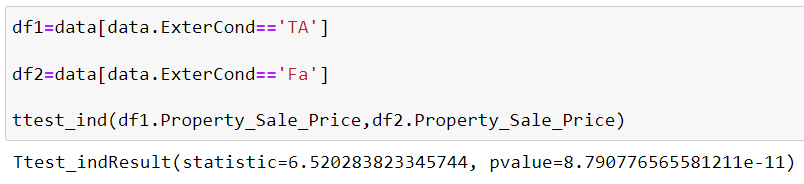 df1=data[data.ExterCond=='TA']
df2=data[data.ExterCond=='Fa']
ttest_ind(df1.Property_Sale_Price,df2.Property_Sale_Price)
Ttest_indResult(statistic=6.520283823345744, pvalue=8.790776565581211e-11)